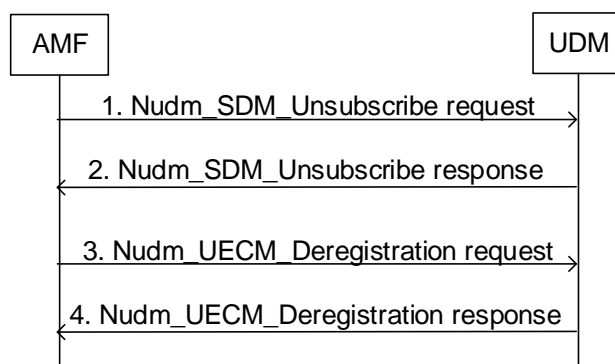 AMF
UDM
1. Nudm_SDM_Unsubscribe request
2. Nudm_SDM_Unsubscribe response
3. Nudm_UECM_Deregistration request
4. Nudm_UECM_Deregistration response